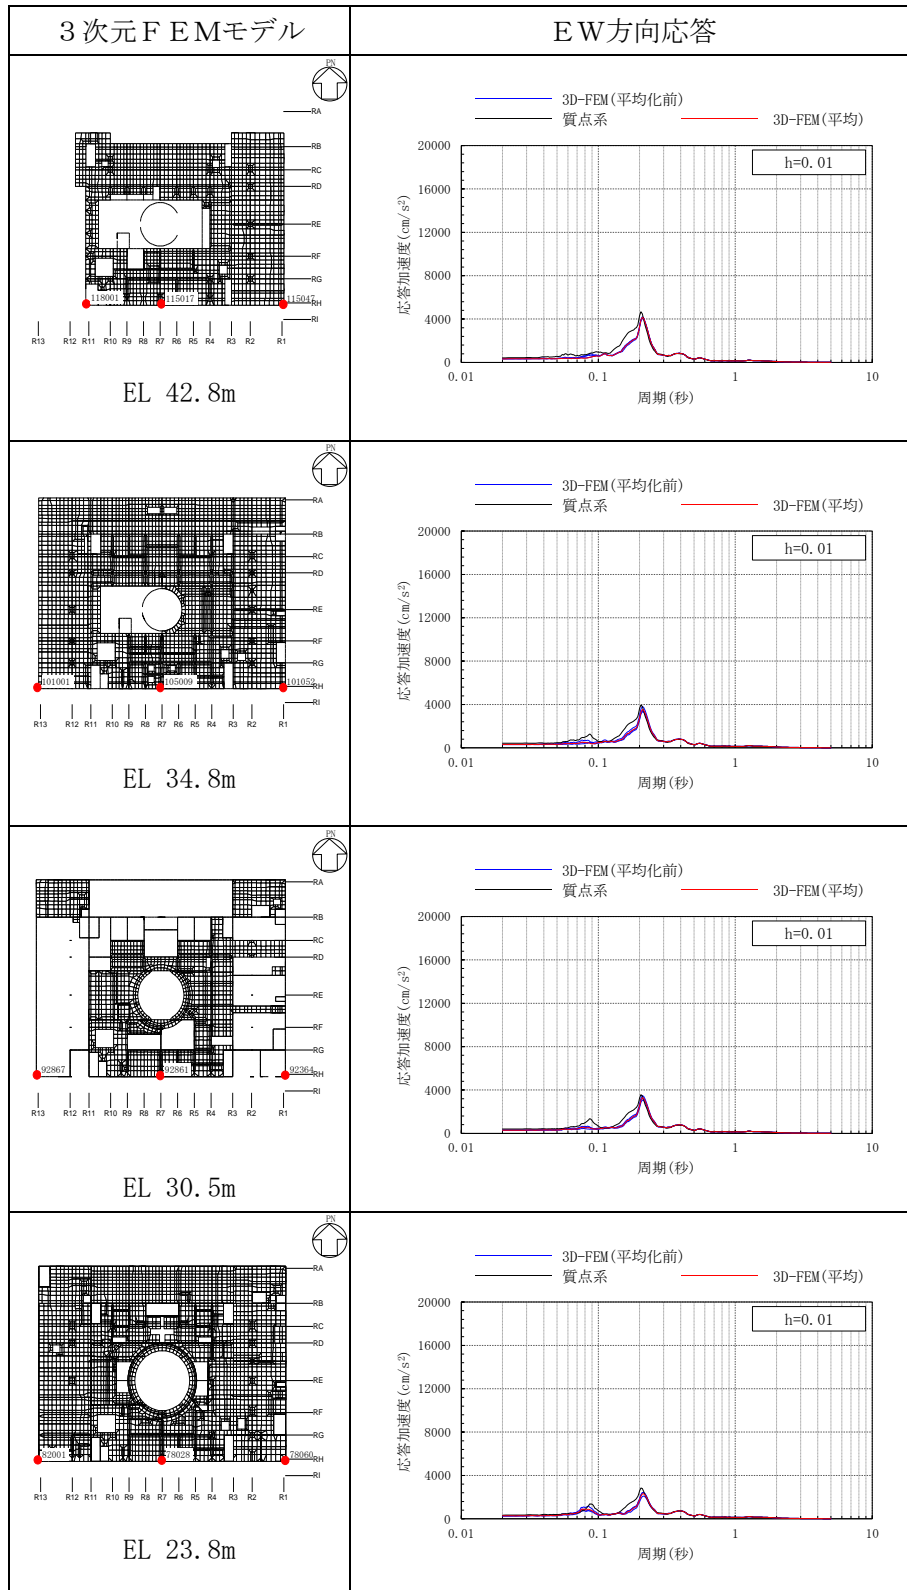 ３次元ＦＥＭモデル
ＥＷ方向応答
PN
RA
RB
RC
RD
RE
RF
RG
RH
RI
118001
115017
115047
R13 R12 R11 R10 R9 R8 R7 R6 R5 R4 R3 R2 R1
EL 42.8m
3D-FEM(平均化前)
質点系 3D-FEM(平均)
h=0.01
応答加速度(cm/s²)
20000
16000
12000
8000
4000
0
0.01 0.1 1 10
周期(秒)
PN
RA
RB
RC
RD
RE
RF
RG
RH
RI
101001
105009
101052
R13 R12 R11 R10 R9 R8 R7 R6 R5 R4 R3 R2 R1
EL 34.8m
3D-FEM(平均化前)
質点系 3D-FEM(平均)
h=0.01
応答加速度(cm/s²)
20000
16000
12000
8000
4000
0
0.01 0.1 1 10
周期(秒)
PN
RA
RB
RC
RD
RE
RF
RG
RH
RI
92867
92861
92364
R13 R12 R11 R10 R9 R8 R7 R6 R5 R4 R3 R2 R1
EL 30.5m
3D-FEM(平均化前)
質点系 3D-FEM(平均)
h=0.01
応答加速度(cm/s²)
20000
16000
12000
8000
4000
0
0.01 0.1 1 10
周期(秒)
PN
RA
RB
RC
RD
RE
RF
RG
RH
RI
82001
78028
78060
R13 R12 R11 R10 R9 R8 R7 R6 R5 R4 R3 R2 R1
EL 23.8m
3D-FEM(平均化前)
質点系 3D-FEM(平均)
h=0.01
応答加速度(cm/s²)
20000
16000
12000
8000
4000
0
0.01 0.1 1 10
周期(秒)